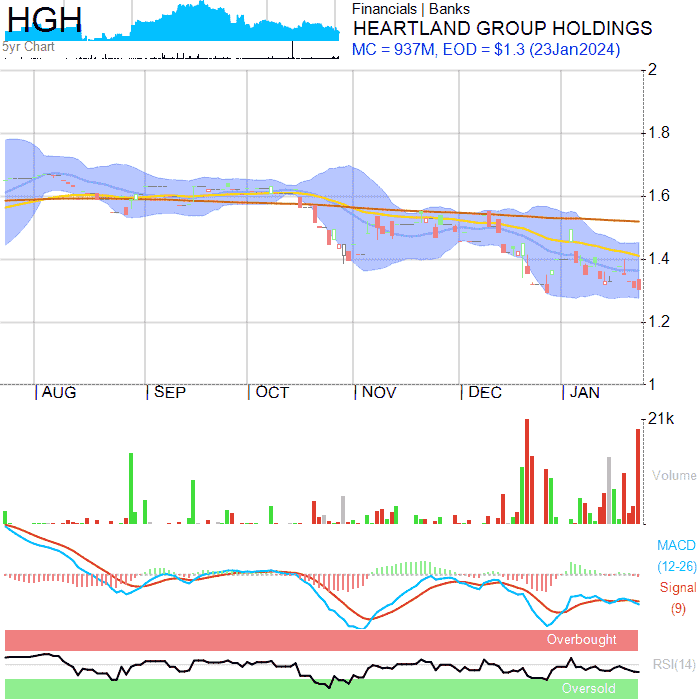 HGH
5yr Chart
Financials | Banks
HEARTLAND GROUP HOLDINGS
MC = 937M, EOD = $1.3 (23Jan2024)
2
1.8
1.6
1.4
1.2
1
| AUG | SEP | OCT | NOV | DEC | JAN
21k
Volume
MACD
(12-26)
Signal
(9)
Overbought
RSI(14)
Oversold